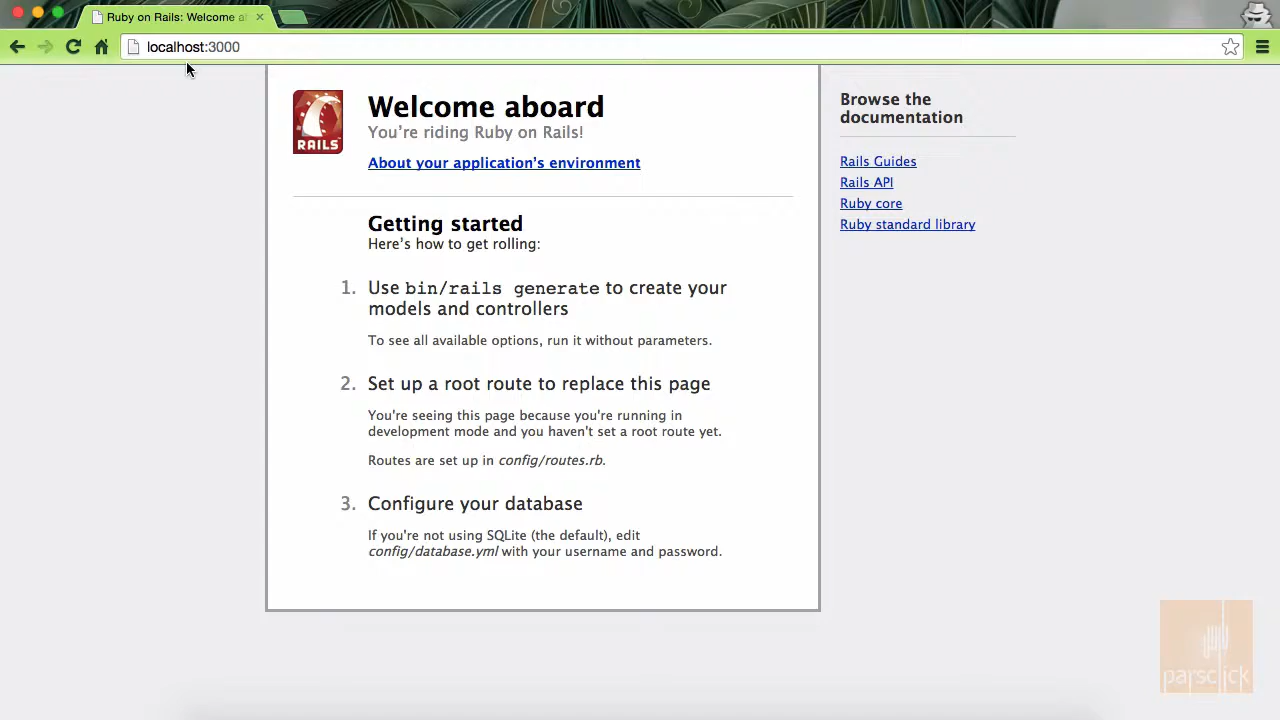 Ruby on Rails: Welcome a
localhost:3000
RAILS
Welcome aboard
You're riding Ruby on Rails!
About your application's environment
Getting started
Here's how to get rolling:
1. Use bin/rails generate to create your
models and controllers
To see all available options, run it without parameters.
2. Set up a root route to replace this page
You're seeing this page because you're running in
development mode and you haven't set a root route yet.
Routes are set up in config/routes.rb.
3. Configure your database
If you're not using SQLite (the default), edit
config/database.yml with your username and password.
Browse the
documentation
Rails Guides
Rails API
Ruby core
Ruby standard library
parsclick